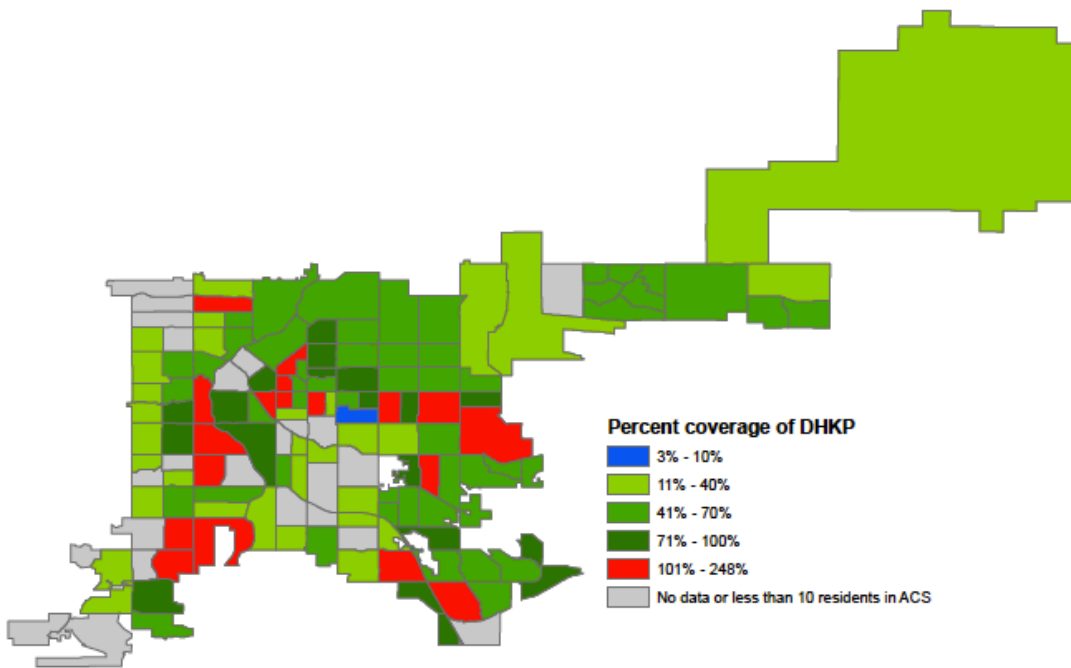 Percent coverage of DHKP
3% - 10%
11% - 40%
41% - 70%
71% - 100%
101% - 248%
No data or less than 10 residents in ACS